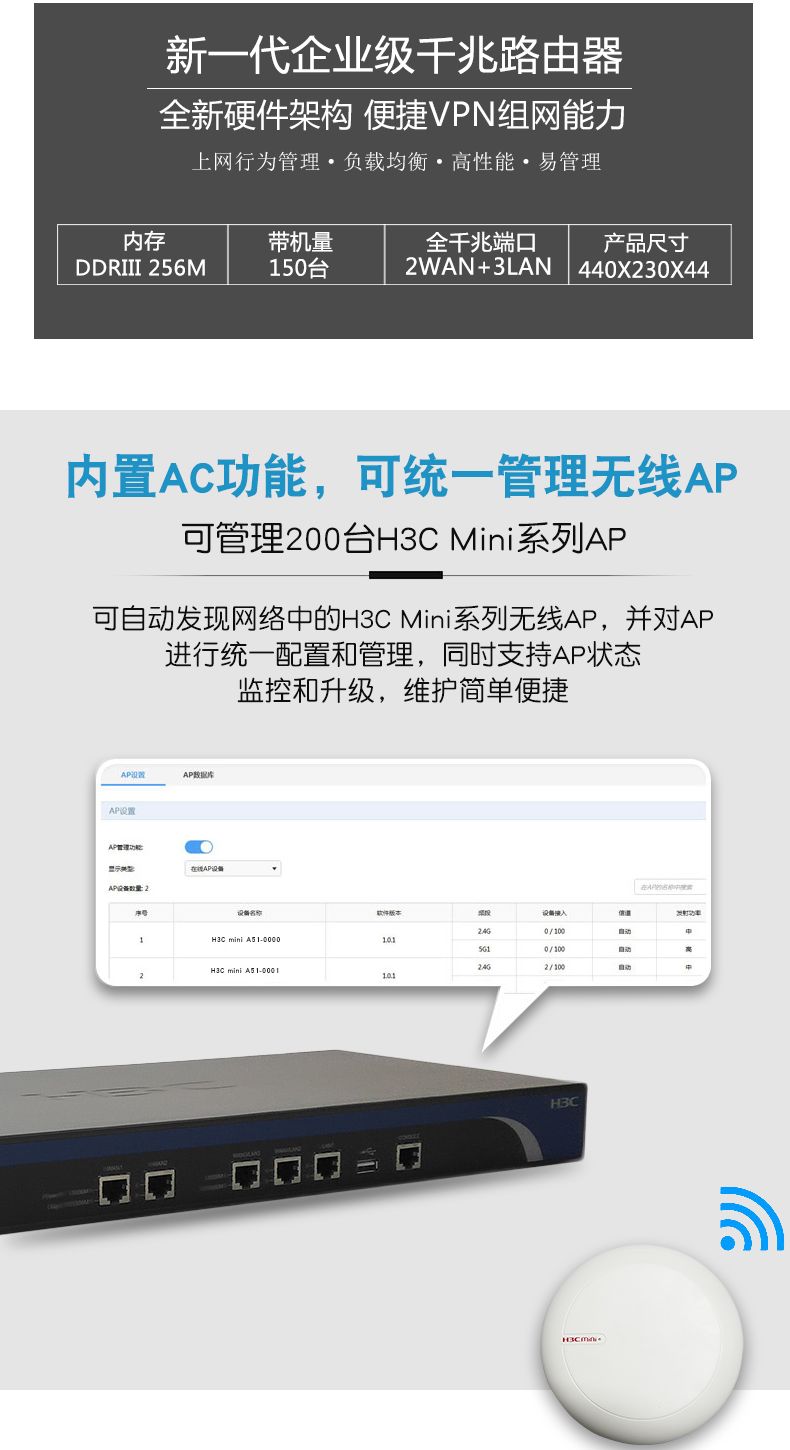 新一代企业级千兆路由器
全新硬件架构 便捷VPN组网能力
上网行为管理·负载均衡·高性能·易管理
内存 带机量 全千兆端口 产品尺寸
DDRIII 256M 150台 2WAN+3LAN 440X230X44
内置AC功能，可统一管理无线AP
可管理200台H3C Mini系列AP
可自动发现网络中的H3C Mini系列无线AP，并对AP
进行统一配置和管理，同时支持AP状态
监控和升级，维护简单便捷
AP设置 AP数据库
AP设置
AP管理功能:
显示类型: 在线AP设备
AP设备数量: 2 在AP的名称中搜索
序号 设备名称 软件版本 频段 设备接入 信道 发射功率
2.4G 0 / 100 自动 中
1 H3C mini A51-0000 1.0.1
5G1 0 / 100 自动 高
2 H3C mini A51-0001 1.0.1 2.4G 2 / 100 自动 中
H3C
H3C
CONSOLE
WAN2
H3C mini